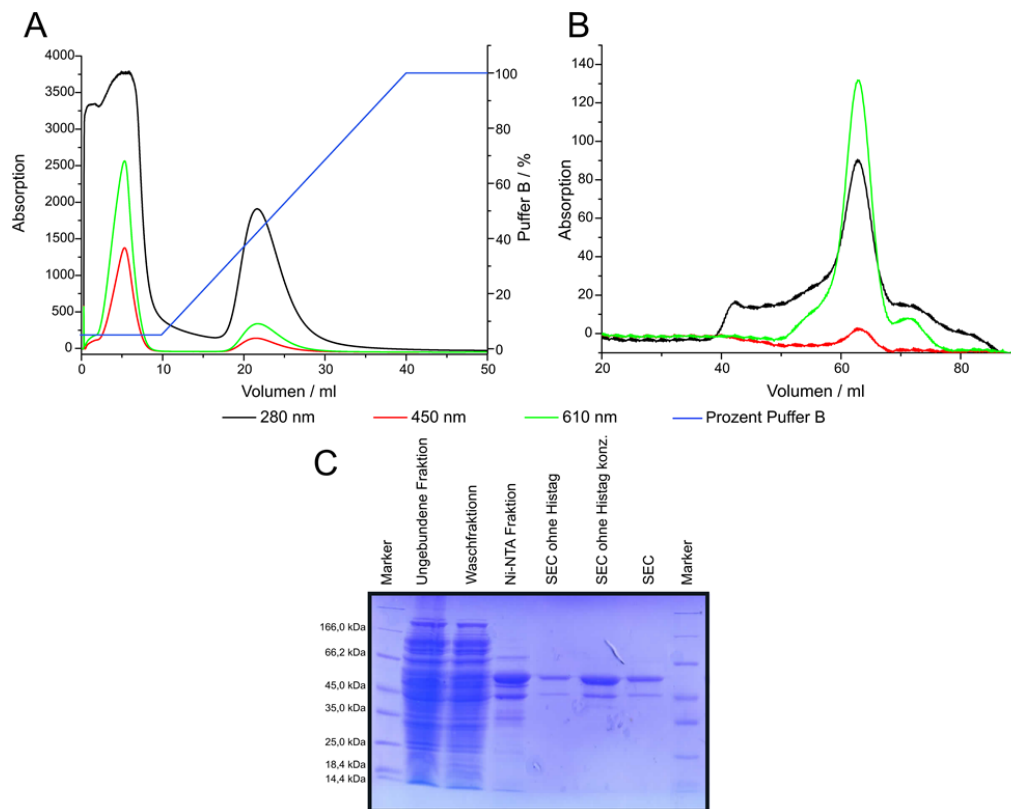 A
Absorption
4000
3500
3000
2500
2000
1500
1000
500
0
0 10 20 30 40 50
Volumen / ml
100
80
60
40
20
0
Puffer B / %
B
Absorption
140
120
100
80
60
40
20
0
20 40 60 80
Volumen / ml
280 nm 450 nm 610 nm Prozent Puffer B
C
Marker
Ungebundene Fraktion
Waschfraktionn
Ni-NTA Fraktion
SEC ohne Histag
SEC ohne Histag konz.
SEC
Marker
166,0 kDa
66,2 kDa
45,0 kDa
35,0 kDa
25,0 kDa
18,4 kDa
14,4 kDa